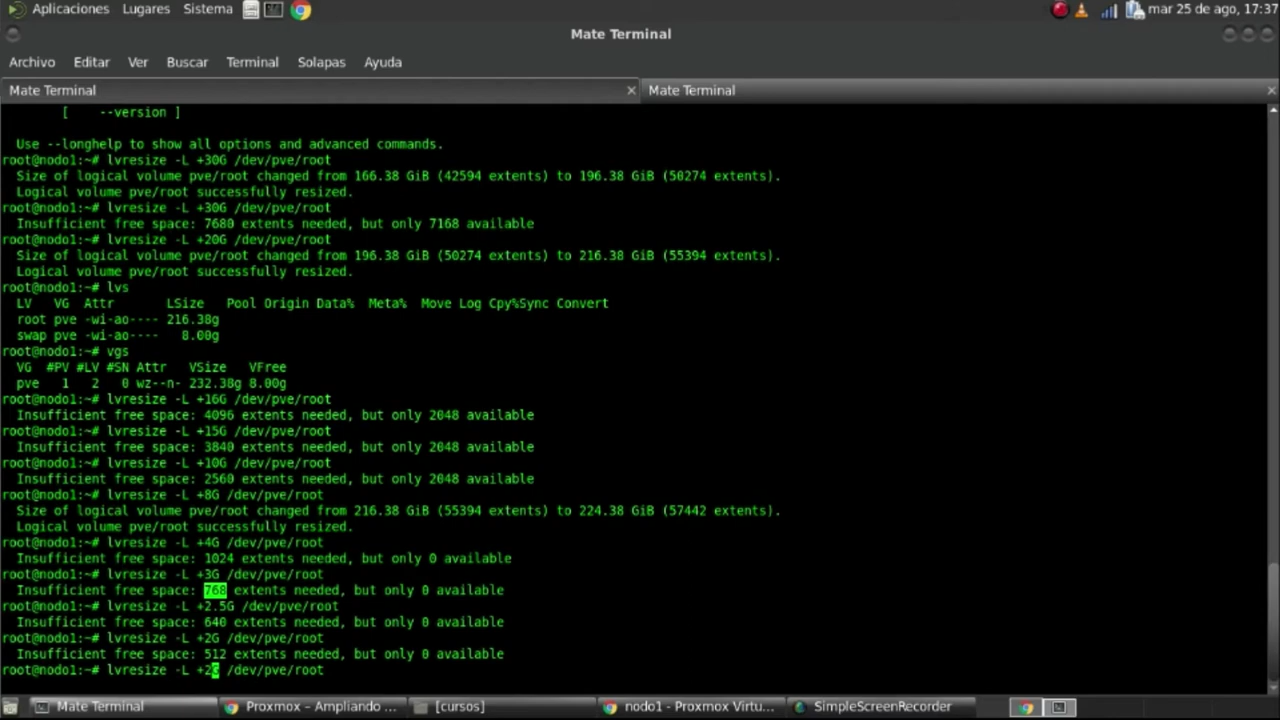 Aplicaciones Lugares Sistema mar 25 de ago, 17:37
Mate Terminal
Archivo Editar Ver Buscar Terminal Solapas Ayuda
Mate Terminal × Mate Terminal ×
[ --version ]
Use --longhelp to show all options and advanced commands.
root@nodo1:~# lvresize -L +30G /dev/pve/root
Size of logical volume pve/root changed from 166.38 GiB (42594 extents) to 196.38 GiB (50274 extents).
Logical volume pve/root successfully resized.
root@nodo1:~# lvresize -L +30G /dev/pve/root
Insufficient free space: 7680 extents needed, but only 7168 available
root@nodo1:~# lvresize -L +20G /dev/pve/root
Size of logical volume pve/root changed from 196.38 GiB (50274 extents) to 216.38 GiB (55394 extents).
Logical volume pve/root successfully resized.
root@nodo1:~# lvs
LV VG Attr LSize Pool Origin Data% Meta% Move Log Cpy%Sync Convert
root pve -wi-ao---- 216.38g
swap pve -wi-ao---- 8.00g
root@nodo1:~# vgs
VG #PV #LV #SN Attr VSize VFree
pve 1 2 0 wz--n- 232.38g 8.00g
root@nodo1:~# lvresize -L +16G /dev/pve/root
Insufficient free space: 4096 extents needed, but only 2048 available
root@nodo1:~# lvresize -L +15G /dev/pve/root
Insufficient free space: 3840 extents needed, but only 2048 available
root@nodo1:~# lvresize -L +10G /dev/pve/root
Insufficient free space: 2560 extents needed, but only 2048 available
root@nodo1:~# lvresize -L +8G /dev/pve/root
Size of logical volume pve/root changed from 216.38 GiB (55394 extents) to 224.38 GiB (57442 extents).
Logical volume pve/root successfully resized.
root@nodo1:~# lvresize -L +4G /dev/pve/root
Insufficient free space: 1024 extents needed, but only 0 available
root@nodo1:~# lvresize -L +3G /dev/pve/root
Insufficient free space: 768 extents needed, but only 0 available
root@nodo1:~# lvresize -L +2.5G /dev/pve/root
Insufficient free space: 640 extents needed, but only 0 available
root@nodo1:~# lvresize -L +2G /dev/pve/root
Insufficient free space: 512 extents needed, but only 0 available
root@nodo1:~# lvresize -L +2G /dev/pve/root
Mate Terminal Proxmox – Ampliando ... [cursos] nodo1 - Proxmox Virtu... SimpleScreenRecorder